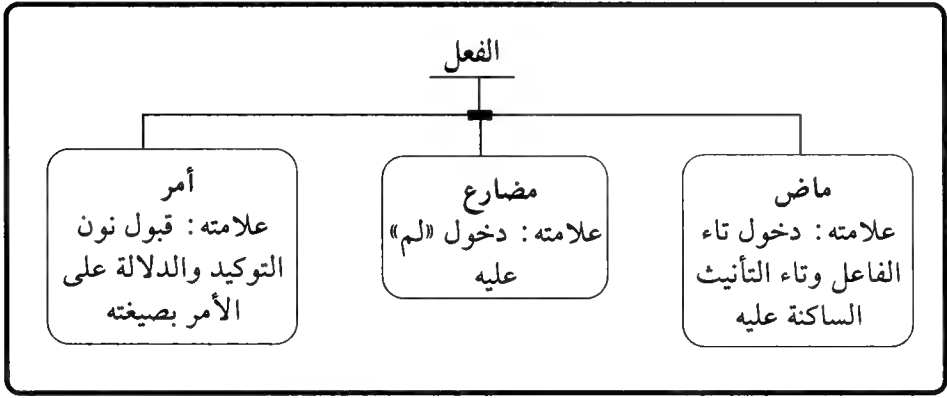 الفعل
ماض
علامته: دخول تاء
الفاعل وتاء التأنيث
الساكنة عليه
مضارع
علامته: دخول «لم»
عليه
أمر
علامته: قبول نون
التوكيد والدلالة على
الأمر بصيغته